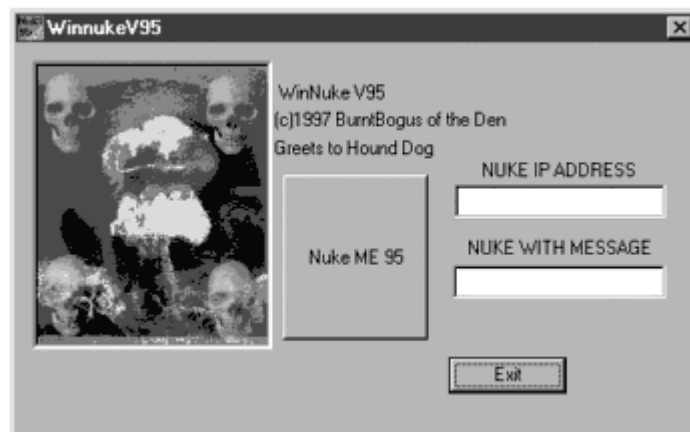 WinnukeV95
WinNuke V95
(c)1997 BurntBogus of the Den
Greets to Hound Dog
NUKE IP ADDRESS
Nuke ME 95
NUKE WITH MESSAGE
Exit